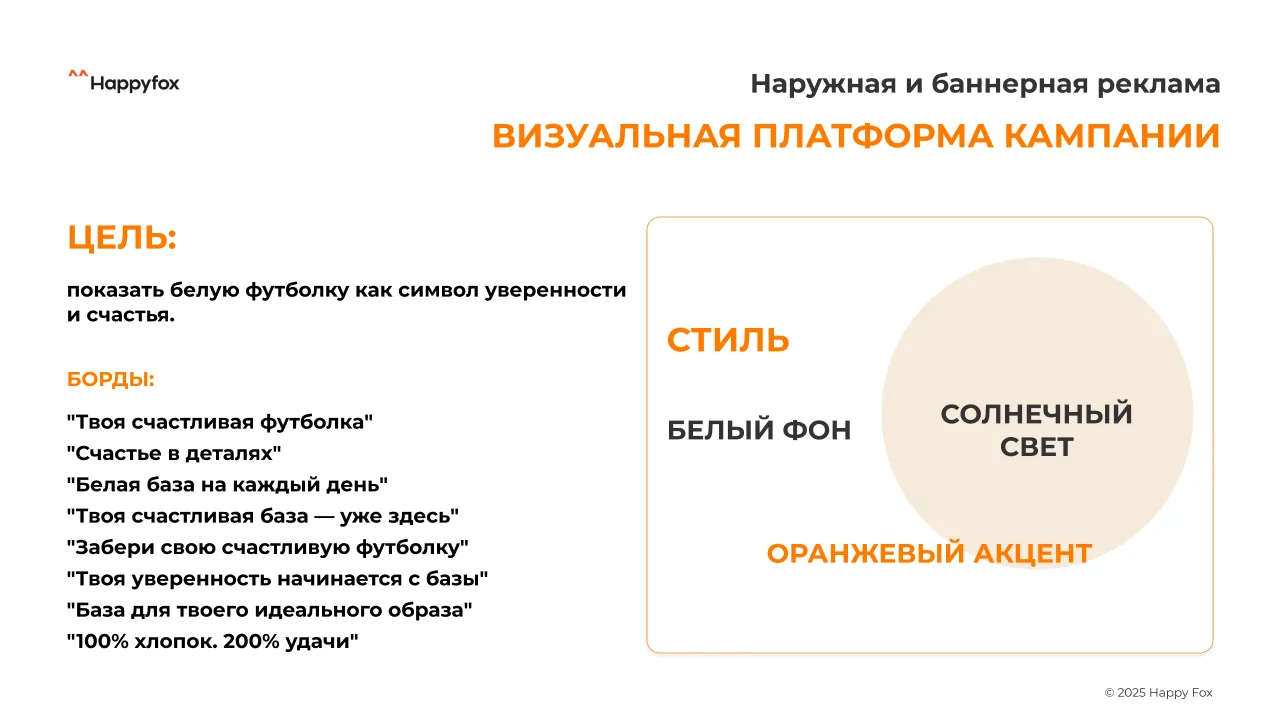 ^^Happyfox
Наружная и баннерная реклама
ВИЗУАЛЬНАЯ ПЛАТФОРМА КАМПАНИИ
ЦЕЛЬ:
показать белую футболку как символ уверенности
и счастья.
БОРДЫ:
"Твоя счастливая футболка"
"Счастье в деталях"
"Белая база на каждый день"
"Твоя счастливая база — уже здесь"
"Забери свою счастливую футболку"
"Твоя уверенность начинается с базы"
"База для твоего идеального образа"
"100% хлопок. 200% удачи"
СТИЛЬ
БЕЛЫЙ ФОН
СОЛНЕЧНЫЙ
СВЕТ
ОРАНЖЕВЫЙ АКЦЕНТ
© 2025 Happy Fox